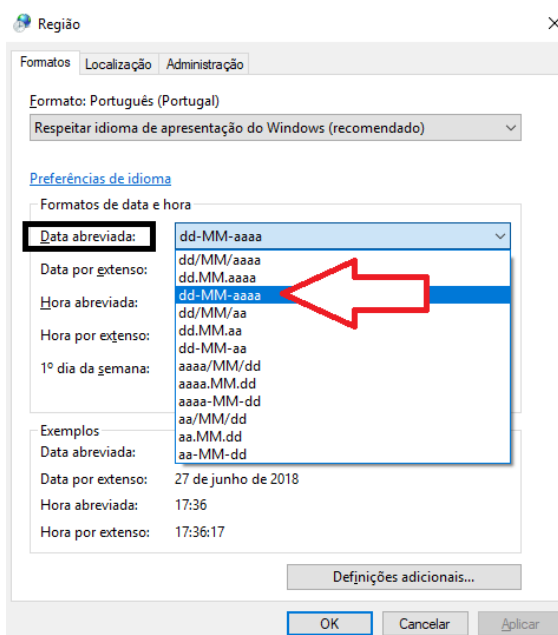 Região
Formatos Localização Administração
Formato: Português (Portugal)
Respeitar idioma de apresentação do Windows (recomendado)
Preferências de idioma
Formatos de data e hora
Data abreviada: dd-MM-aaaa
dd/MM/aaaa
Data por extenso: dd.MM.aaaa
dd-MM-aaaa
Hora abreviada: dd/MM/aa
dd.MM.aa
Hora por extenso: dd-MM-aa
1º dia da semana: aaaa/MM/dd
aaaa.MM.dd
aaaa-MM-dd
aa/MM/dd
Exemplos aa.MM.dd
Data abreviada: aa-MM-dd
Data por extenso: 27 de junho de 2018
Hora abreviada: 17:36
Hora por extenso: 17:36:17
Definições adicionais...
OK Cancelar Aplicar